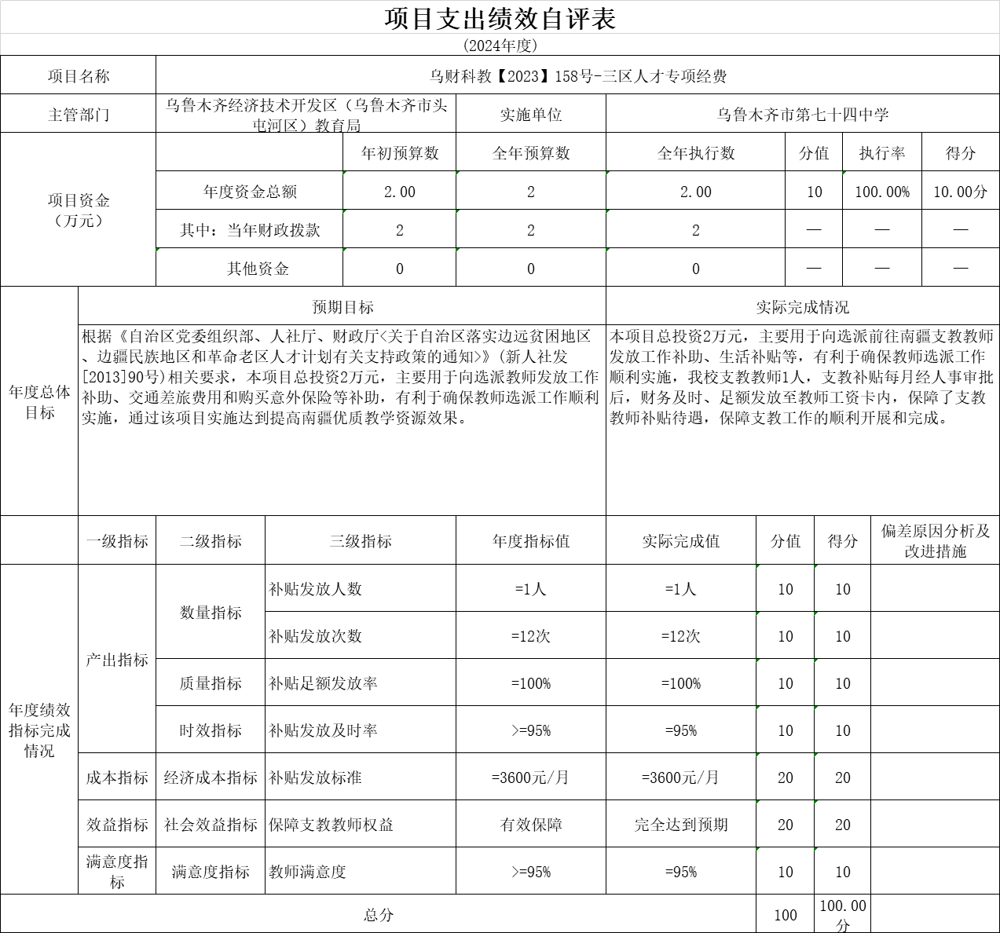 项目支出绩效自评表
(2024年度)
项目名称
乌财科教【2023】158号-三区人才专项经费
主管部门
乌鲁木齐经济技术开发区（乌鲁木齐市头
屯河区）教育局
实施单位
乌鲁木齐市第七十四中学
项目资金
（万元）
年初预算数
全年预算数
全年执行数
分值
执行率
得分
年度资金总额
2.00
2
2.00
10
100.00%
10.00分
其中：当年财政拨款
2
2
2
—
—
—
其他资金
0
0
0
—
—
—
年度总体
目标
预期目标
实际完成情况
根据《自治区党委组织部、人社厅、财政厅<关于自治区落实边远贫困地区
、边疆民族地区和革命老区人才计划有关支持政策的通知>》(新人社发
[2013]90号)相关要求，本项目总投资2万元，主要用于向选派教师发放工作
补助、交通差旅费用和购买意外保险等补助，有利于确保教师选派工作顺利
实施，通过该项目实施达到提高南疆优质教学资源效果。
本项目总投资2万元，主要用于向选派前往南疆支教教师
发放工作补助、生活补贴等，有利于确保教师选派工作
顺利实施，我校支教教师1人，支教补贴每月经人事审批
后，财务及时、足额发放至教师工资卡内，保障了支教
教师补贴待遇，保障支教工作的顺利开展和完成。
一级指标
二级指标
三级指标
年度指标值
实际完成值
分值
得分
偏差原因分析及
改进措施
年度绩效
指标完成
情况
产出指标
数量指标
补贴发放人数
=1人
=1人
10
10
补贴发放次数
=12次
=12次
10
10
质量指标
补贴足额发放率
=100%
=100%
10
10
时效指标
补贴发放及时率
>=95%
=95%
10
10
成本指标
经济成本指标
补贴发放标准
=3600元/月
=3600元/月
20
20
效益指标
社会效益指标
保障支教教师权益
有效保障
完全达到预期
20
20
满意度指
标
满意度指标
教师满意度
>=95%
=95%
10
10
总分
100
100.00
分